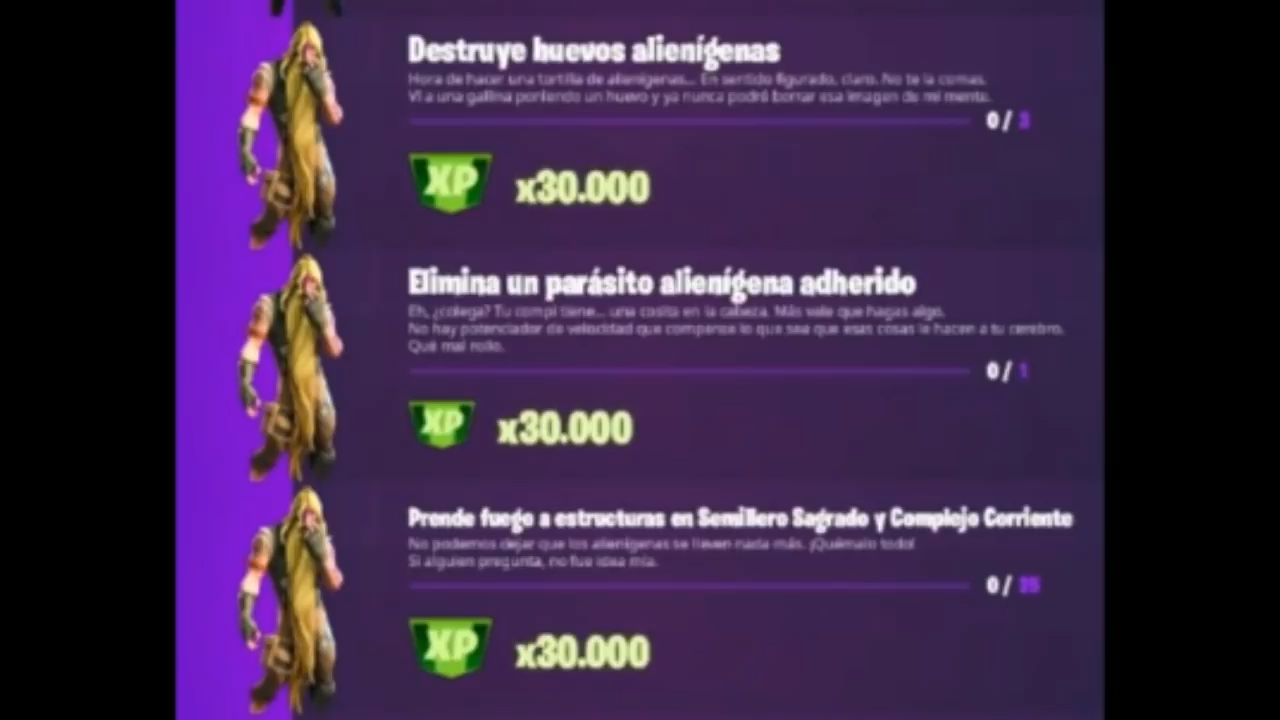 Destruye huevos alienígenas
Hora de hacer una tortilla de alienígenas... En sentido figurado, claro. No te la comas.
Vi a una gallina poniendo un huevo y ya nunca podré borrar esa imagen de mi mente.
0 / 3
XP x30.000
Elimina un parásito alienígena adherido
Eh, ¿colega? Tu compi tiene... una cosita en la cabeza. Más vale que hagas algo.
No hay potenciador de velocidad que compense lo que sea que esas cosas le hacen a tu cerebro.
Qué mal rollo.
0 / 1
XP x30.000
Prende fuego a estructuras en Semillero Sagrado y Complejo Corriente
No podemos dejar que los alienígenas se lleven nada más. ¡Quémalo todo!
Si alguien pregunta, no fue idea mía.
0 / 25
XP x30.000